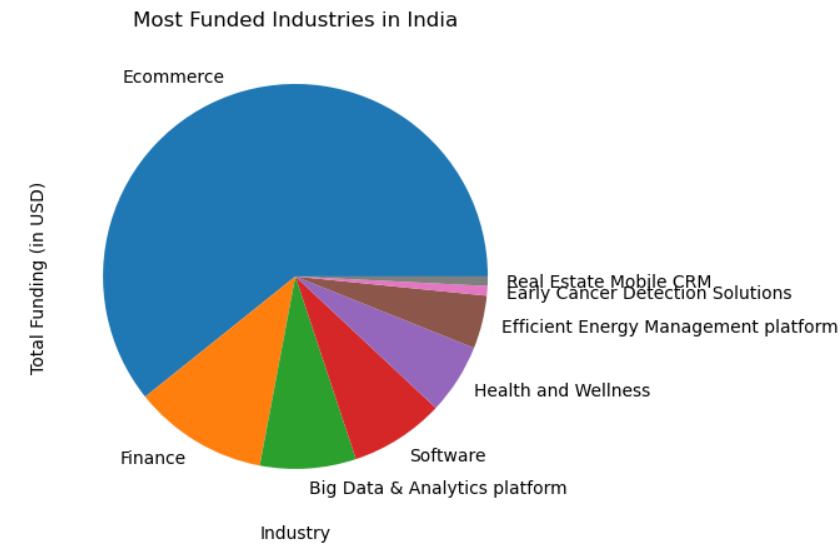 Most Funded Industries in India
Ecommerce
Total Funding (in USD)
Real Estate Mobile CRM
Early Cancer Detection Solutions
Efficient Energy Management platform
Health and Wellness
Software
Finance
Big Data & Analytics platform
Industry